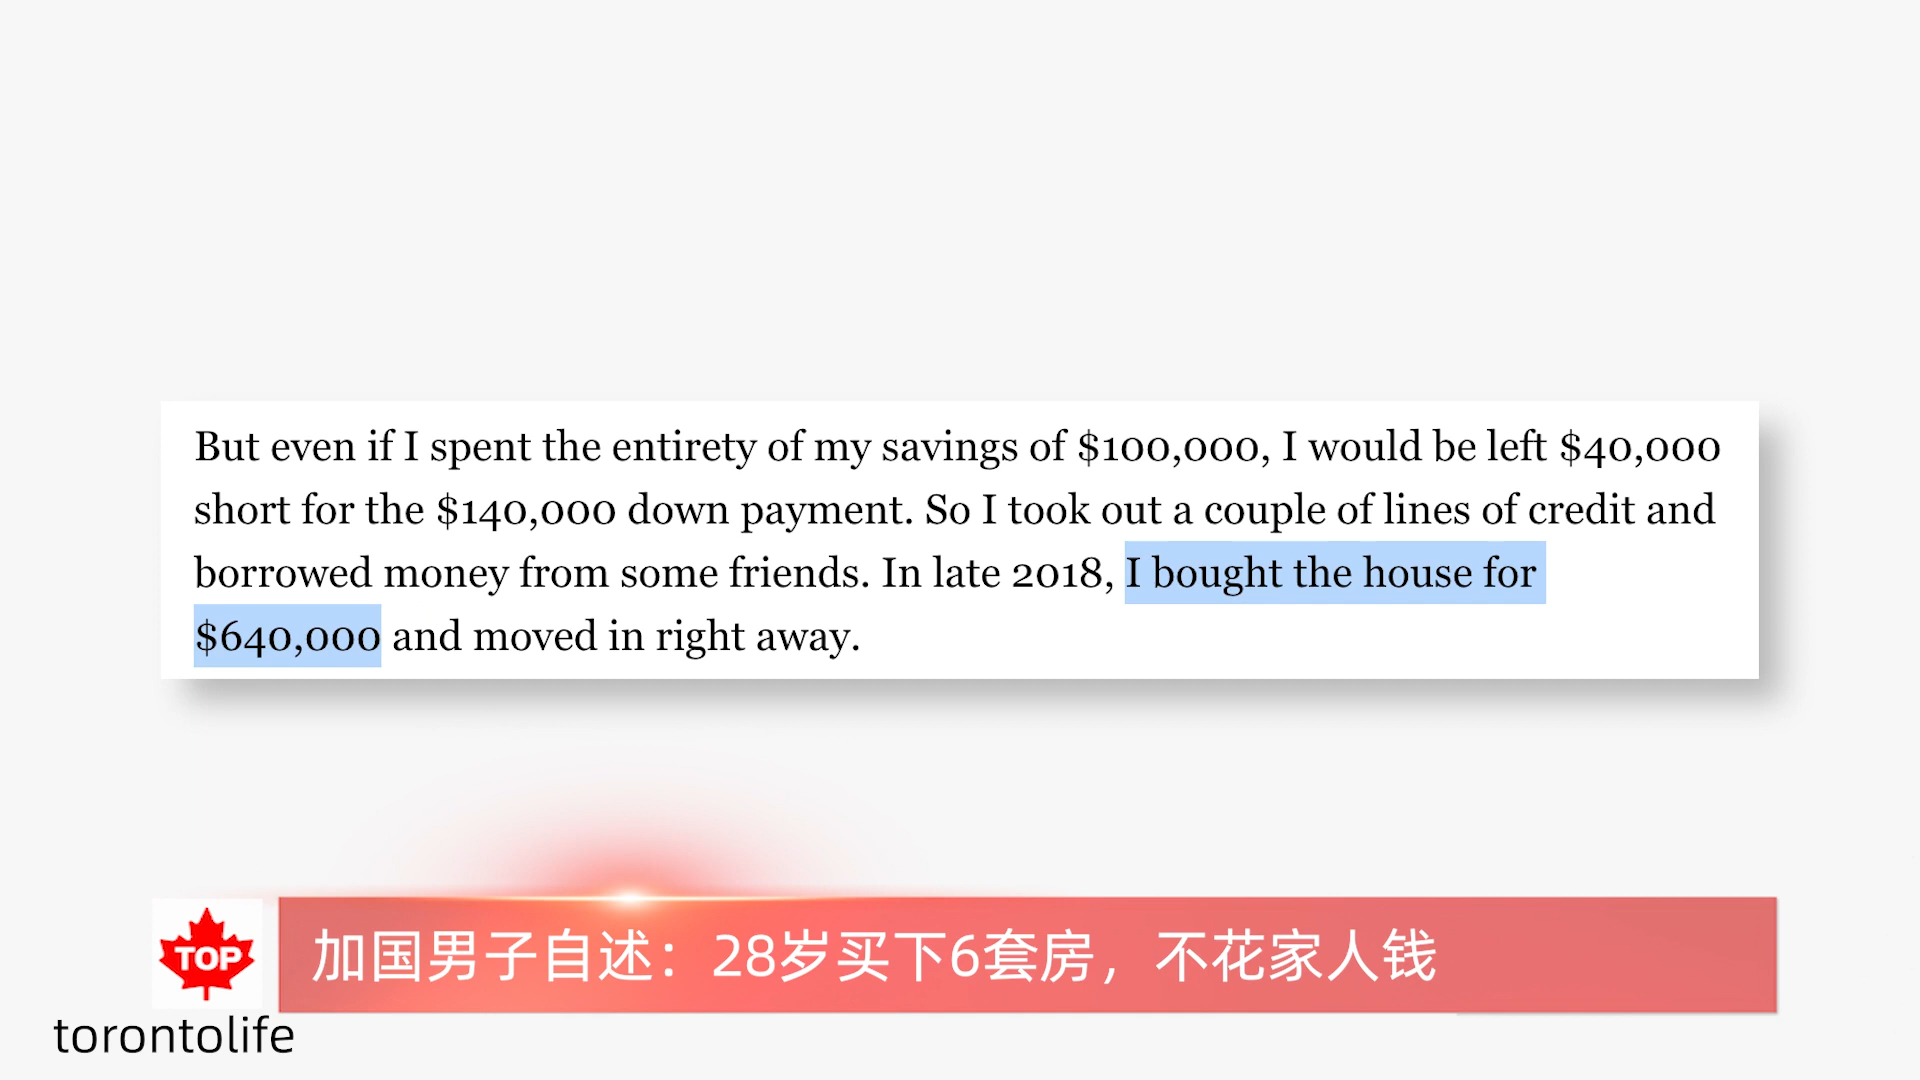 But even if I spent the entirety of my savings of $100,000, I would be left $40,000
short for the $140,000 down payment. So I took out a couple of lines of credit and
borrowed money from some friends. In late 2018, I bought the house for
$640,000 and moved in right away.
TOP
加国男子自述：28岁买下6套房，不花家人钱
torontolife